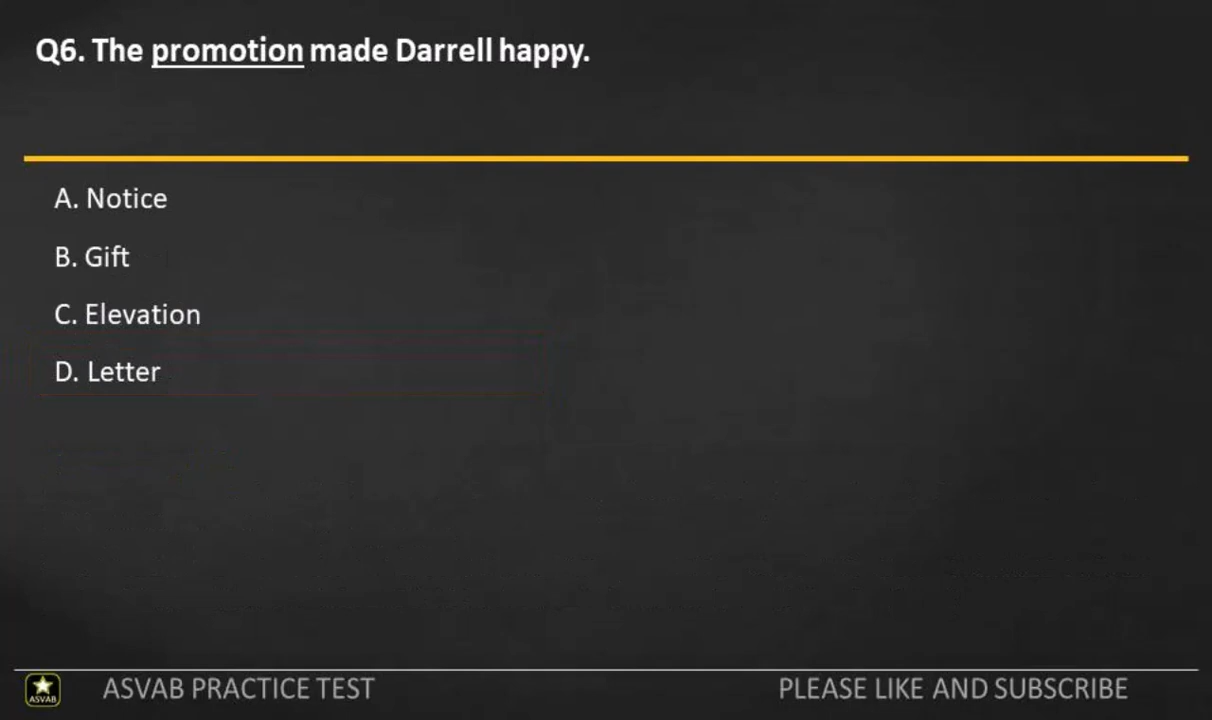 Q6. The promotion made Darrell happy.
A. Notice
B. Gift
C. Elevation
D. Letter
ASVAB
ASVAB PRACTICE TEST
PLEASE LIKE AND SUBSCRIBE